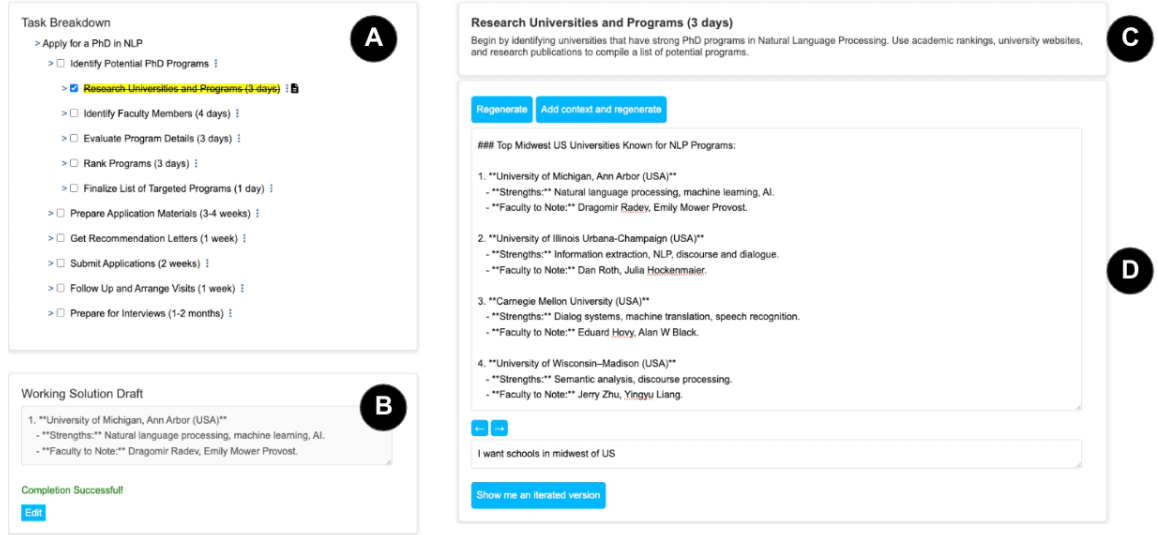 Task Breakdown
A
> Apply for a PhD in NLP
> Identify Potential PhD Programs
> Research Universities and Programs (3 days)
> Identify Faculty Members (4 days)
> Evaluate Program Details (3 days)
> Rank Programs (3 days)
> Finalize List of Targeted Programs (1 day)
> Prepare Application Materials (3-4 weeks)
> Get Recommendation Letters (1 week)
> Submit Applications (2 weeks)
> Follow Up and Arrange Visits (1 week)
> Prepare for Interviews (1-2 months)
Working Solution Draft
B
1. **University of Michigan, Ann Arbor (USA)**
- **Strengths:** Natural language processing, machine learning, AI.
- **Faculty to Note:** Dragomir Radev, Emily Mower Provost.
Completion Successful!
Edit
Research Universities and Programs (3 days)
C
Begin by identifying universities that have strong PhD programs in Natural Language Processing. Use academic rankings, university websites,
and research publications to compile a list of potential programs.
Regenerate
Add context and regenerate
### Top Midwest US Universities Known for NLP Programs:
1. **University of Michigan, Ann Arbor (USA)**
- **Strengths:** Natural language processing, machine learning, AI.
- **Faculty to Note:** Dragomir Radev, Emily Mower Provost.
2. **University of Illinois Urbana-Champaign (USA)**
- **Strengths:** Information extraction, NLP, discourse and dialogue.
- **Faculty to Note:** Dan Roth, Julia Hockenmaier.
D
3. **Carnegie Mellon University (USA)**
- **Strengths:** Dialog systems, machine translation, speech recognition.
- **Faculty to Note:** Eduard Hovy, Alan W Black.
4. **University of Wisconsin–Madison (USA)**
- **Strengths:** Semantic analysis, discourse processing.
- **Faculty to Note:** Jerry Zhu, Yingyu Liang.
← →
I want schools in midwest of US
Show me an iterated version